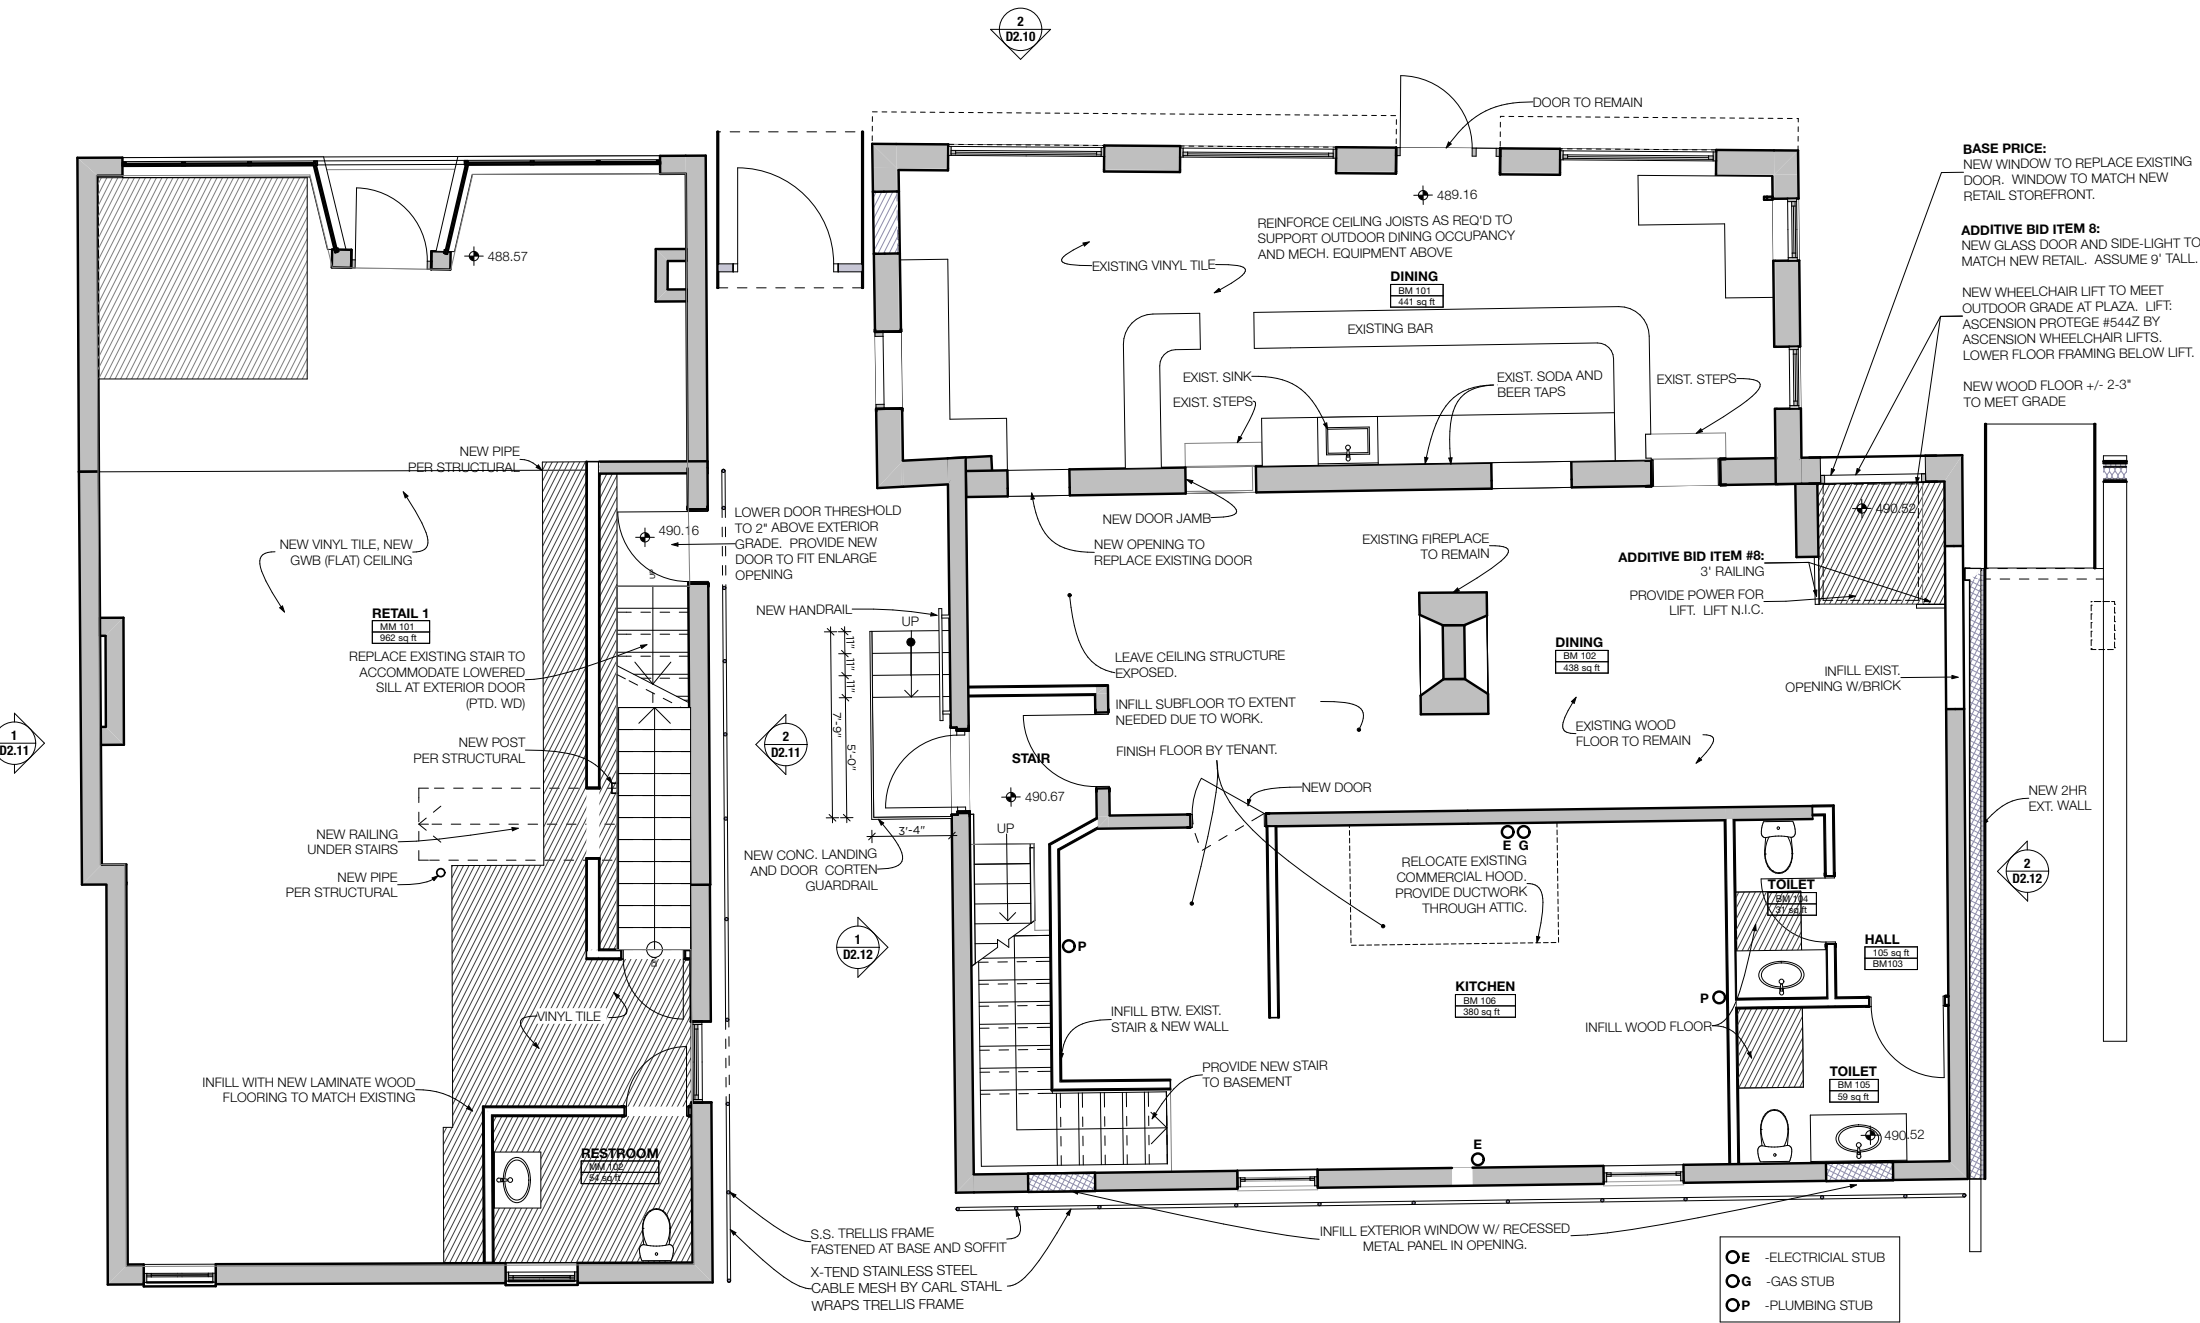 2
D2.10
DOOR TO REMAIN
BASE PRICE:
NEW WINDOW TO REPLACE EXISTING
DOOR. WINDOW TO MATCH NEW
RETAIL STOREFRONT.
ADDITIVE BID ITEM 8:
NEW GLASS DOOR AND SIDE-LIGHT TO
MATCH NEW RETAIL. ASSUME 9' TALL.
NEW WHEELCHAIR LIFT TO MEET
OUTDOOR GRADE AT PLAZA. LIFT:
ASCENSION PROTEGE #544Z BY
ASCENSION WHEELCHAIR LIFTS.
LOWER FLOOR FRAMING BELOW LIFT.
NEW WOOD FLOOR +/- 2-3"
TO MEET GRADE
489.16
REINFORCE CEILING JOISTS AS REQ'D TO
SUPPORT OUTDOOR DINING OCCUPANCY
AND MECH. EQUIPMENT ABOVE
488.57
EXISTING VINYL TILE
DINING
BM 101
441 sq ft
EXISTING BAR
EXIST. SINK
EXIST. STEPS
EXIST. SODA AND
BEER TAPS
EXIST. STEPS
NEW PIPE
PER STRUCTURAL
LOWER DOOR THRESHOLD
TO 2" ABOVE EXTERIOR
GRADE. PROVIDE NEW
DOOR TO FIT ENLARGE
OPENING
490.16
NEW DOOR JAMB
NEW OPENING TO
REPLACE EXISTING DOOR
EXISTING FIREPLACE
TO REMAIN
490.52
ADDITIVE BID ITEM #8:
3' RAILING
PROVIDE POWER FOR
LIFT. LIFT N.I.C.
NEW VINYL TILE, NEW
GWB (FLAT) CEILING
RETAIL 1
MM 101
962 sq ft
NEW HANDRAIL
UP
11"
11"
11"
7'-9"
5'-0"
3'-4"
REPLACE EXISTING STAIR TO
ACCOMMODATE LOWERED
SILL AT EXTERIOR DOOR
(PTD. WD)
LEAVE CEILING STRUCTURE
EXPOSED.
DINING
BM 102
438 sq ft
INFILL EXIST.
OPENING W/BRICK
INFILL SUBFLOOR TO EXTENT
NEEDED DUE TO WORK.
EXISTING WOOD
FLOOR TO REMAIN
1
D2.11
NEW POST
PER STRUCTURAL
2
D2.11
FINISH FLOOR BY TENANT.
STAIR
490.67
NEW DOOR
NEW 2HR
EXT. WALL
NEW RAILING
UNDER STAIRS
NEW PIPE
PER STRUCTURAL
NEW CONC. LANDING
AND DOOR CORTEN
GUARDRAIL
UP
E G
RELOCATE EXISTING
COMMERCIAL HOOD.
PROVIDE DUCTWORK
THROUGH ATTIC.
TOILET
BM 104
31 sq ft
2
D2.12
1
D2.12
P
HALL
105 sq ft
BM103
KITCHEN
BM 106
380 sq ft
P
VINYL TILE
INFILL BTW. EXIST.
STAIR & NEW WALL
INFILL WOOD FLOOR
PROVIDE NEW STAIR
TO BASEMENT
TOILET
BM 105
59 sq ft
INFILL WITH NEW LAMINATE WOOD
FLOORING TO MATCH EXISTING
490.52
E
RESTROOM
MM 102
54 sq ft
S.S. TRELLIS FRAME
FASTENED AT BASE AND SOFFIT
X-TEND STAINLESS STEEL
CABLE MESH BY CARL STAHL
WRAPS TRELLIS FRAME
INFILL EXTERIOR WINDOW W/ RECESSED
METAL PANEL IN OPENING.
E -ELECTRICIAL STUB
G -GAS STUB
P -PLUMBING STUB